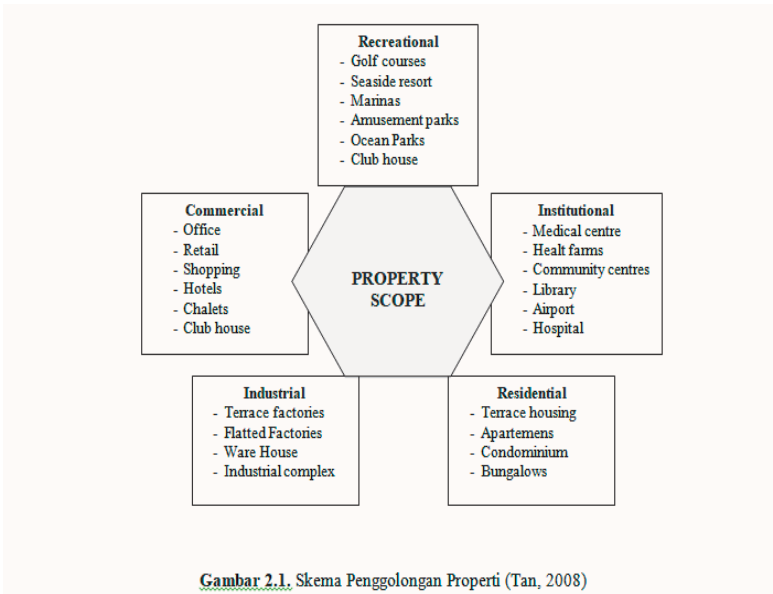 Recreational
- Golf courses
- Seaside resort
- Marinas
- Amusement parks
- Ocean Parks
- Club house
Commercial
- Office
- Retail
- Shopping
- Hotels
- Chalets
- Club house
PROPERTY
SCOPE
Institutional
- Medical centre
- Healt farms
- Community centres
- Library
- Airport
- Hospital
Industrial
- Terrace factories
- Flatted Factories
- Ware House
- Industrial complex
Residential
- Terrace housing
- Apartemens
- Condominium
- Bungalows
Gambar 2.1. Skema Penggolongan Properti (Tan, 2008)